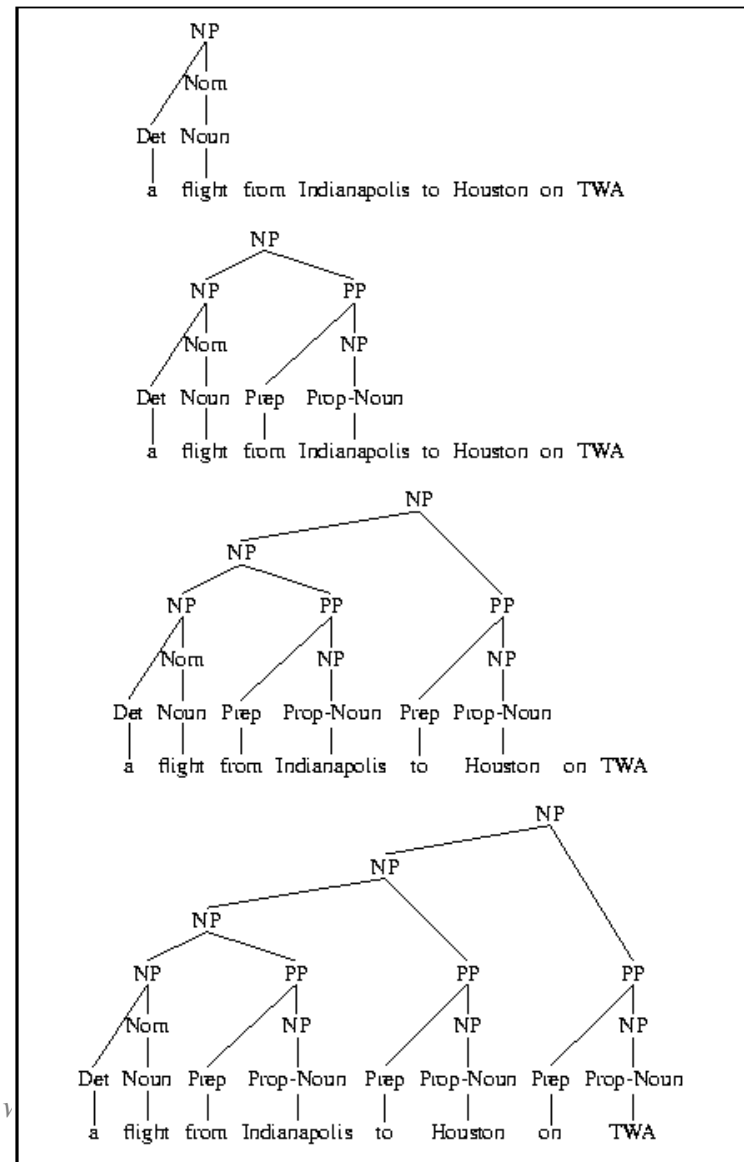 NP
Nom
Det Noun
a flight from Indianapolis to Houston on TWA
NP
NP PP
Nom NP
Det Noun Prep Prop-Noun
a flight from Indianapolis to Houston on TWA
NP
NP
NP PP PP
Nom NP NP
Det Noun Prep Prop-Noun Prep Prop-Noun
a flight from Indianapolis to Houston on TWA
NP
NP
NP
NP PP PP PP
Nom NP NP NP
Det Noun Prep Prop-Noun Prep Prop-Noun Prep Prop-Noun
a flight from Indianapolis to Houston on TWA